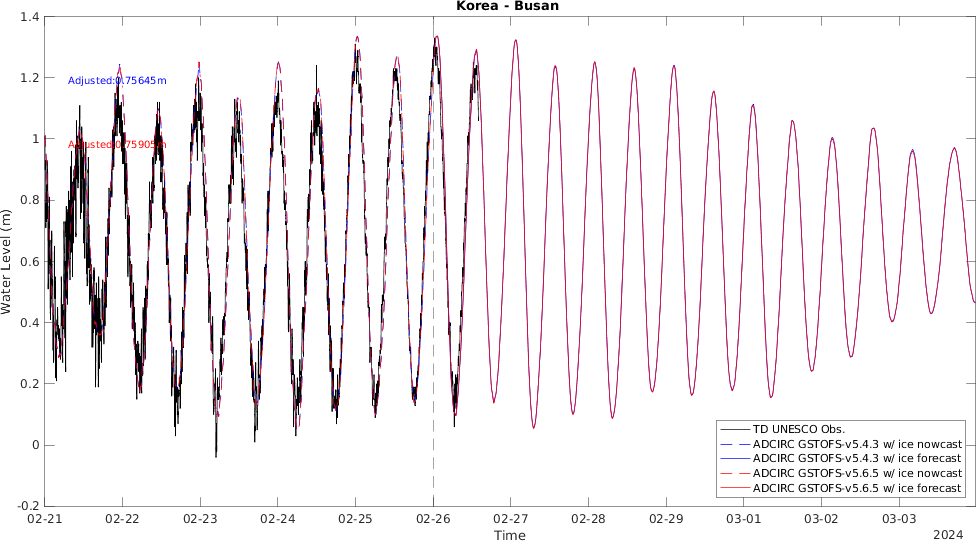 Korea - Busan
Water Level (m)
1.4
1.2
1
0.8
0.6
0.4
0.2
0
-0.2
Adjusted:0.75645m
Adjusted:0.75905m
TD UNESCO Obs.
ADCIRC GSTOFS-v5.4.3 w/ ice nowcast
ADCIRC GSTOFS-v5.4.3 w/ ice forecast
ADCIRC GSTOFS-v5.6.5 w/ ice nowcast
ADCIRC GSTOFS-v5.6.5 w/ ice forecast
02-21 02-22 02-23 02-24 02-25 02-26 02-27 02-28 02-29 03-01 03-02 03-03
Time
2024